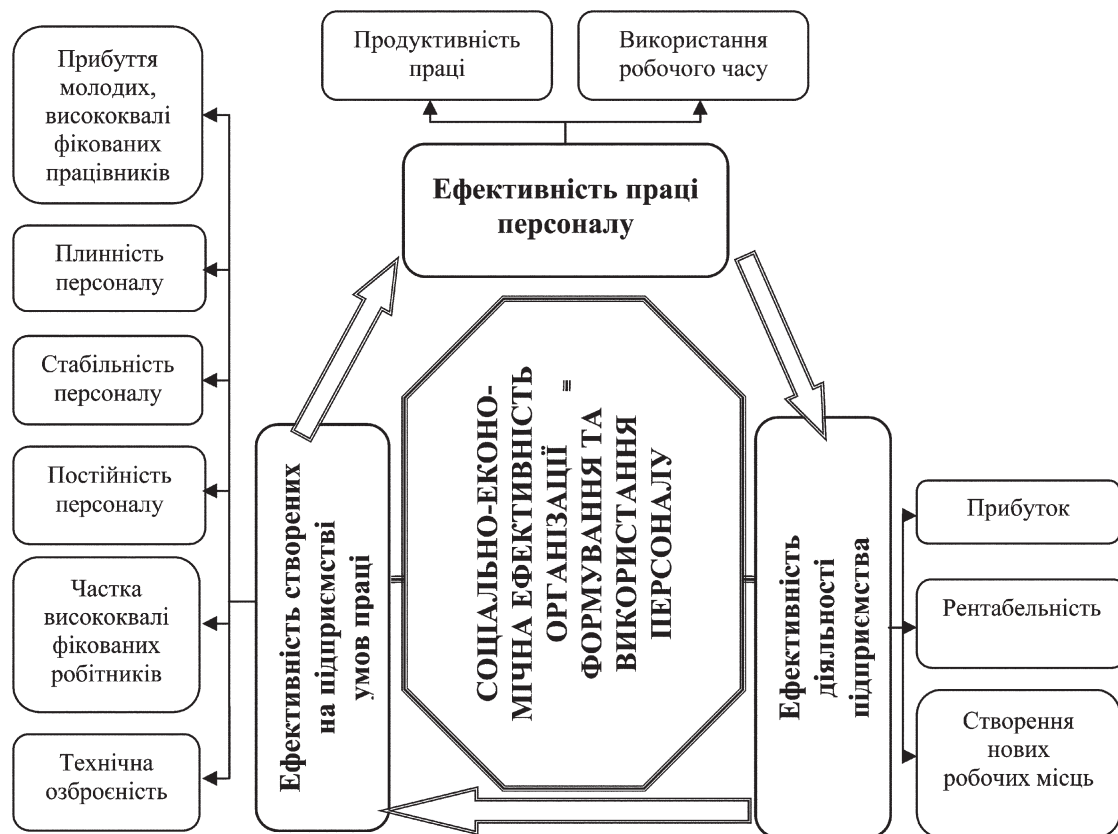 Прибуття
молодих,
висококвалі
фікованих
працівників
Плинність
персоналу
Стабільність
персоналу
Постійність
персоналу
Частка
висококвалі
фікованих
робітників
Технічна
озброєність
Ефективність створених
на підприємстві
умов праці
Продуктивність
праці
Використання
робочого часу
Ефективність праці
персоналу
СОЦІАЛЬНО-ЕКОНО-
МІЧНА ЕФЕКТИВНІСТЬ
ОРГАНІЗАЦІЇ =
ФОРМУВАННЯ ТА
ВИКОРИСТАННЯ
ПЕРСОНАЛУ
Ефективність
діяльності
підприємства
Прибуток
Рентабельність
Створення
нових
робочих місць